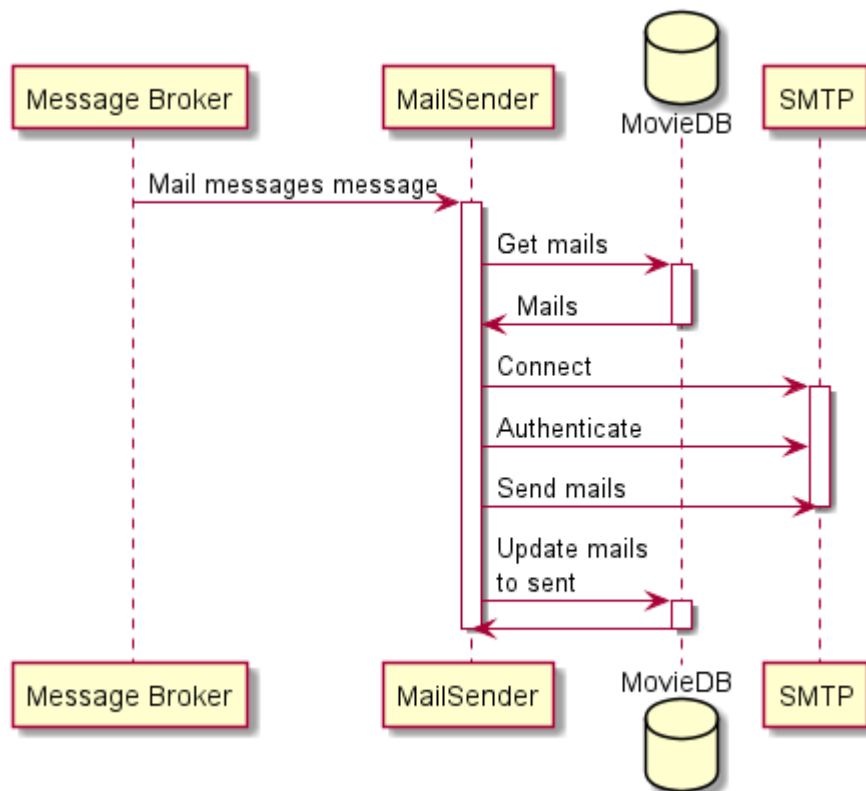 MovieDB
Message Broker
MailSender
SMTP
Mail messages message
Get mails
Mails
Connect
Authenticate
Send mails
Update mails
to sent
Message Broker
MailSender
MovieDB
SMTP